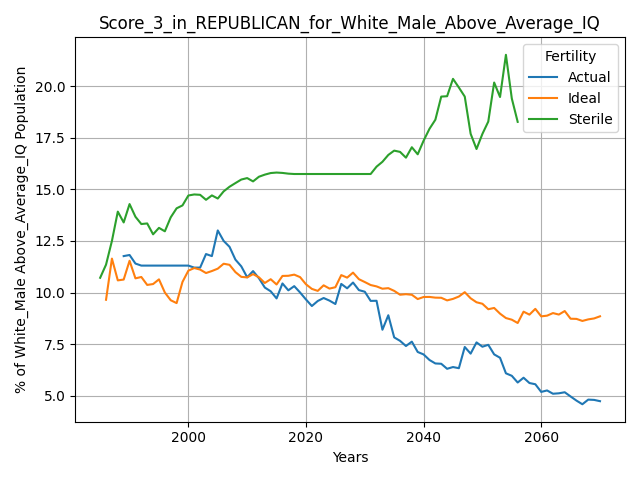 Score_3_in_REPUBLICAN_for_White_Male_Above_Average_IQ
% of White_Male Above_Average_IQ Population
20.0
17.5
15.0
12.5
10.0
7.5
5.0
Fertility
Actual
Ideal
Sterile
2000 2020 2040 2060
Years